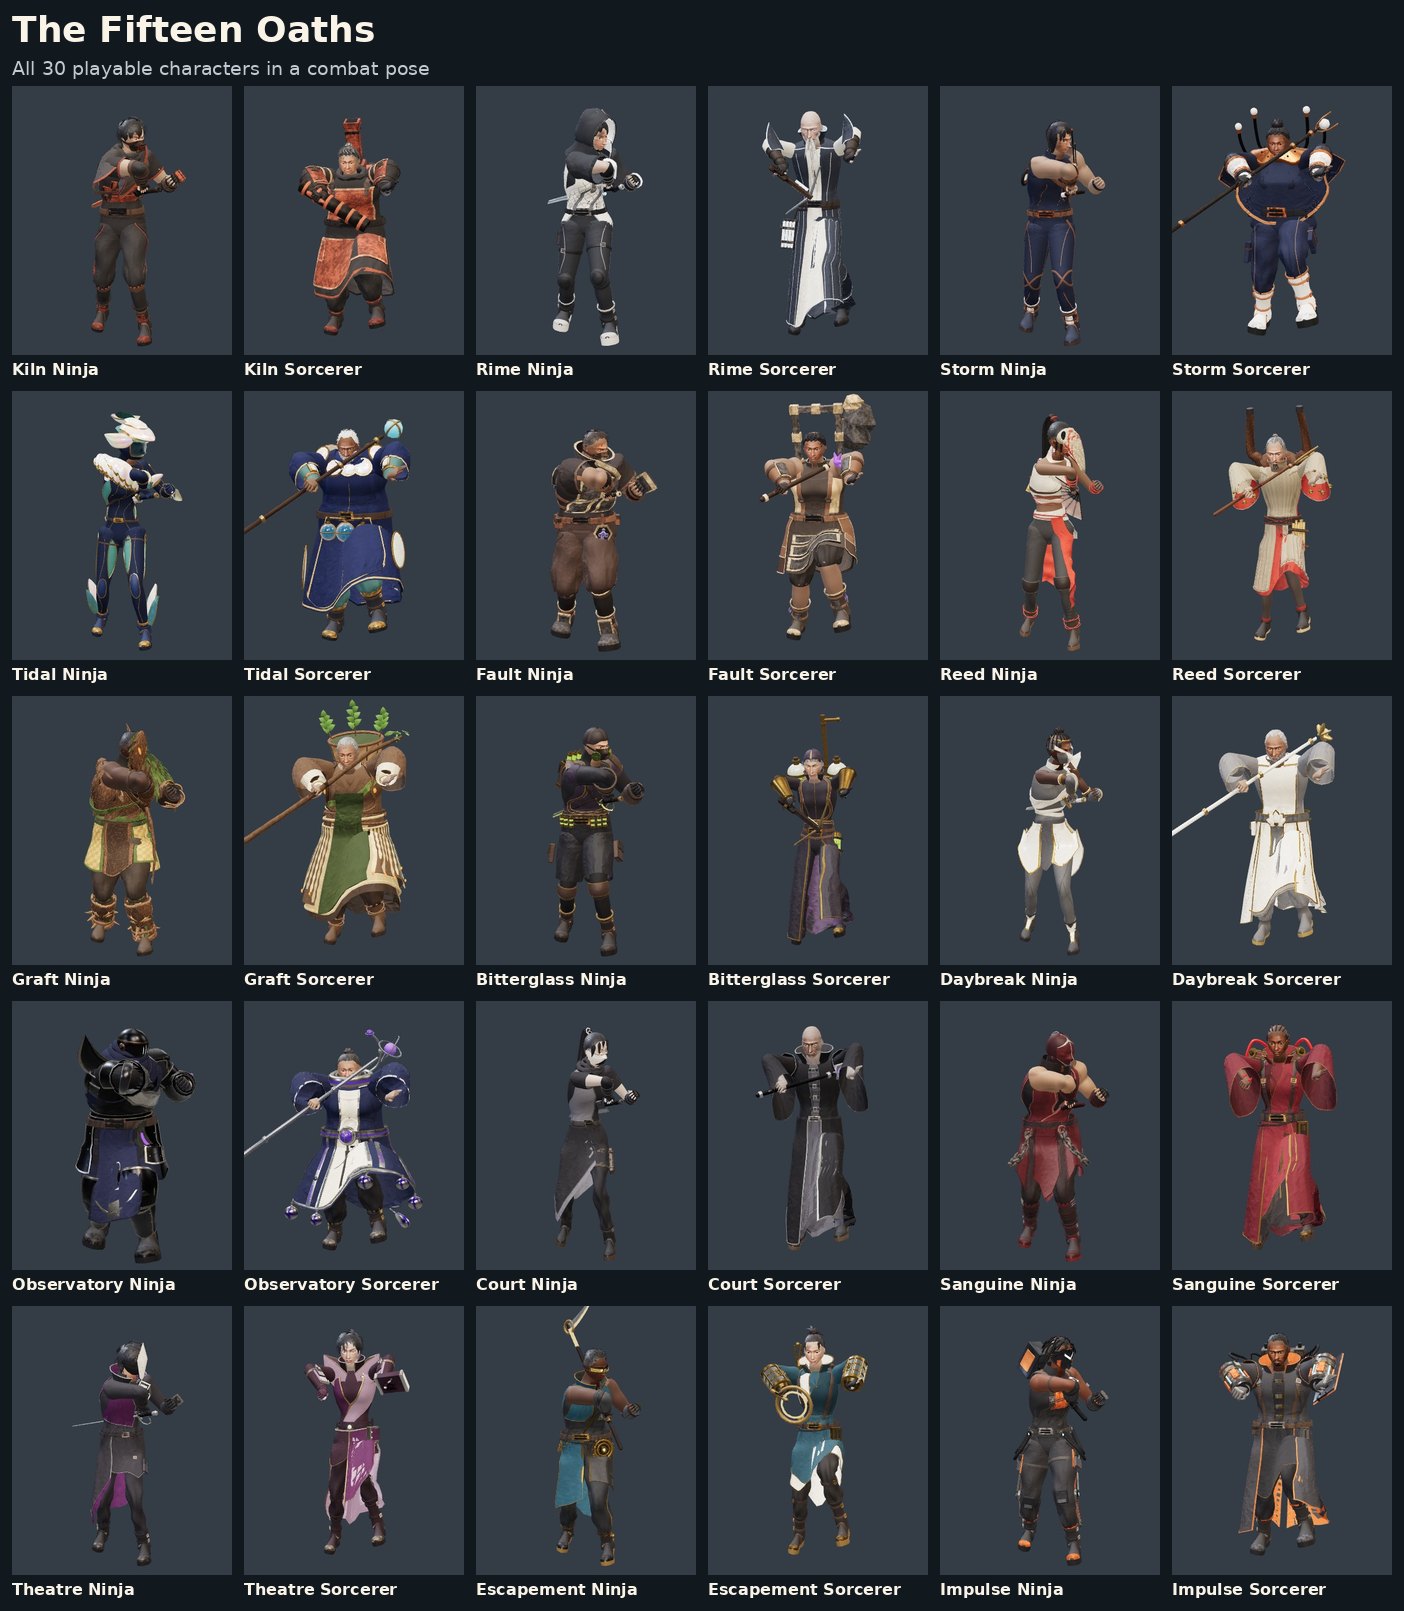 The Fifteen Oaths
All 30 playable characters in a combat pose
Kiln Ninja
Kiln Sorcerer
Rime Ninja
Rime Sorcerer
Storm Ninja
Storm Sorcerer
Tidal Ninja
Tidal Sorcerer
Fault Ninja
Fault Sorcerer
Reed Ninja
Reed Sorcerer
Graft Ninja
Graft Sorcerer
Bitterglass Ninja
Bitterglass Sorcerer
Daybreak Ninja
Daybreak Sorcerer
Observatory Ninja
Observatory Sorcerer
Court Ninja
Court Sorcerer
Sanguine Ninja
Sanguine Sorcerer
Theatre Ninja
Theatre Sorcerer
Escapement Ninja
Escapement Sorcerer
Impulse Ninja
Impulse Sorcerer